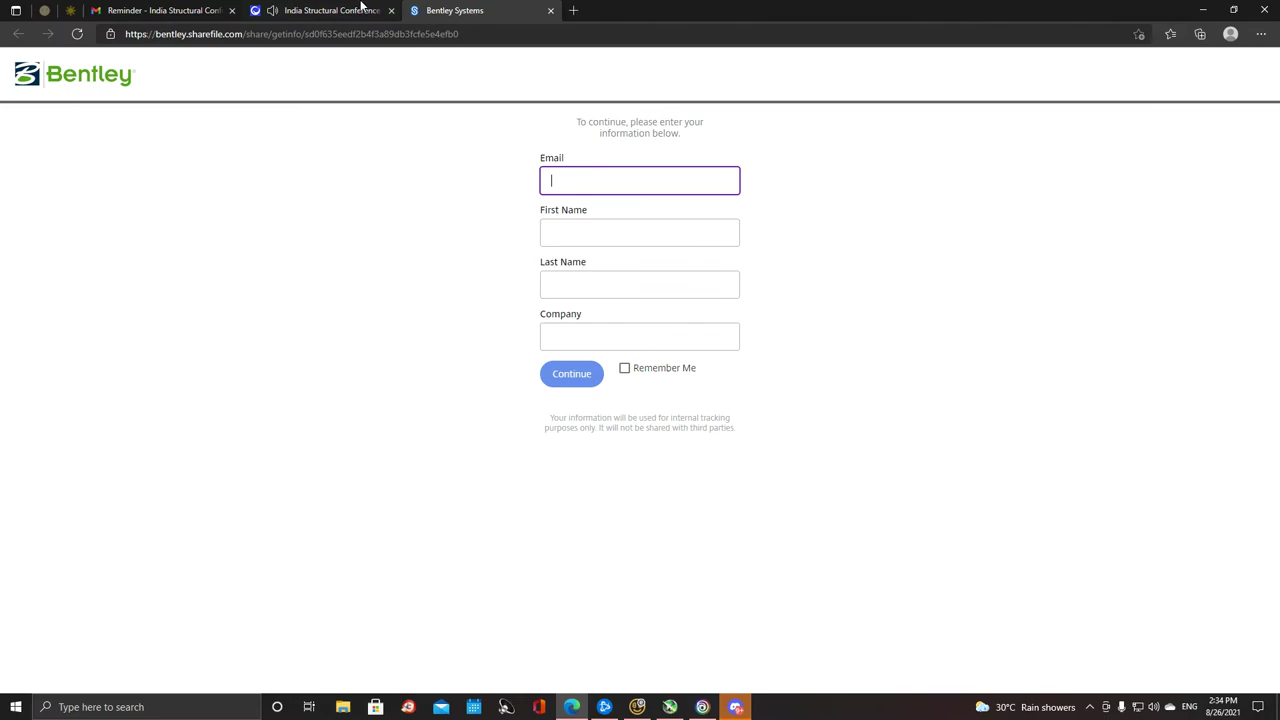 Reminder - India Structural Conf
India Structural Conference
Bentley Systems
https://bentley.sharefile.com/share/getinfo/sd0f635eedf2b4f3a89db3fcfe5e4efb0
Bentley
To continue, please enter your
information below.
Email
First Name
Last Name
Company
Continue
Remember Me
Your information will be used for internal tracking
purposes only. It will not be shared with third parties.
Type here to search
30°C Rain showers
ENG
2:34 PM
8/26/2021